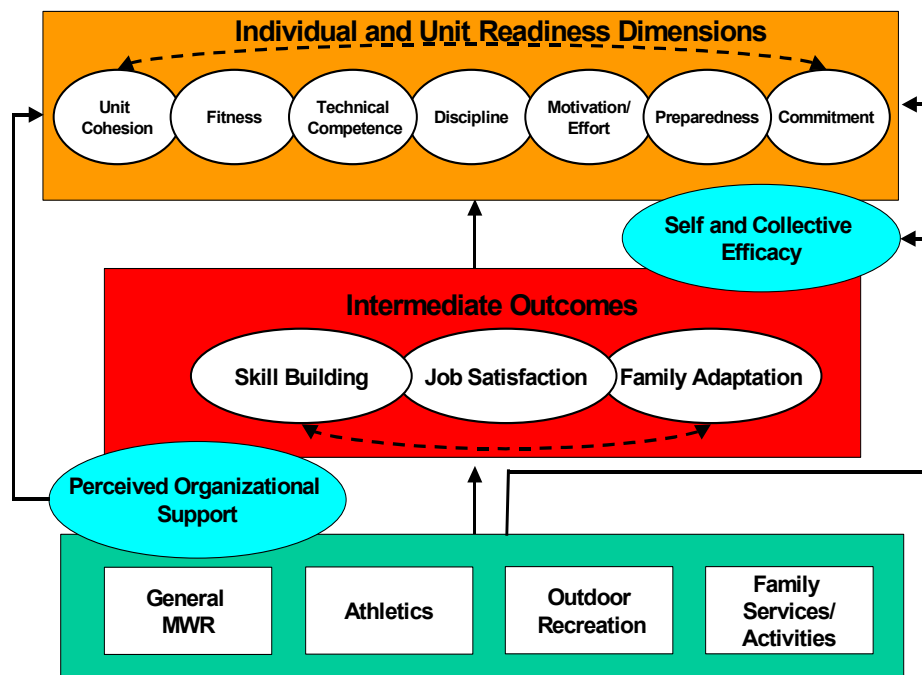 Individual and Unit Readiness Dimensions
Unit
Cohesion
Fitness
Technical
Competence
Discipline
Motivation/
Effort
Preparedness
Commitment
Self and Collective
Efficacy
Intermediate Outcomes
Skill Building
Job Satisfaction
Family Adaptation
Perceived Organizational
Support
General
MWR
Athletics
Outdoor
Recreation
Family
Services/
Activities